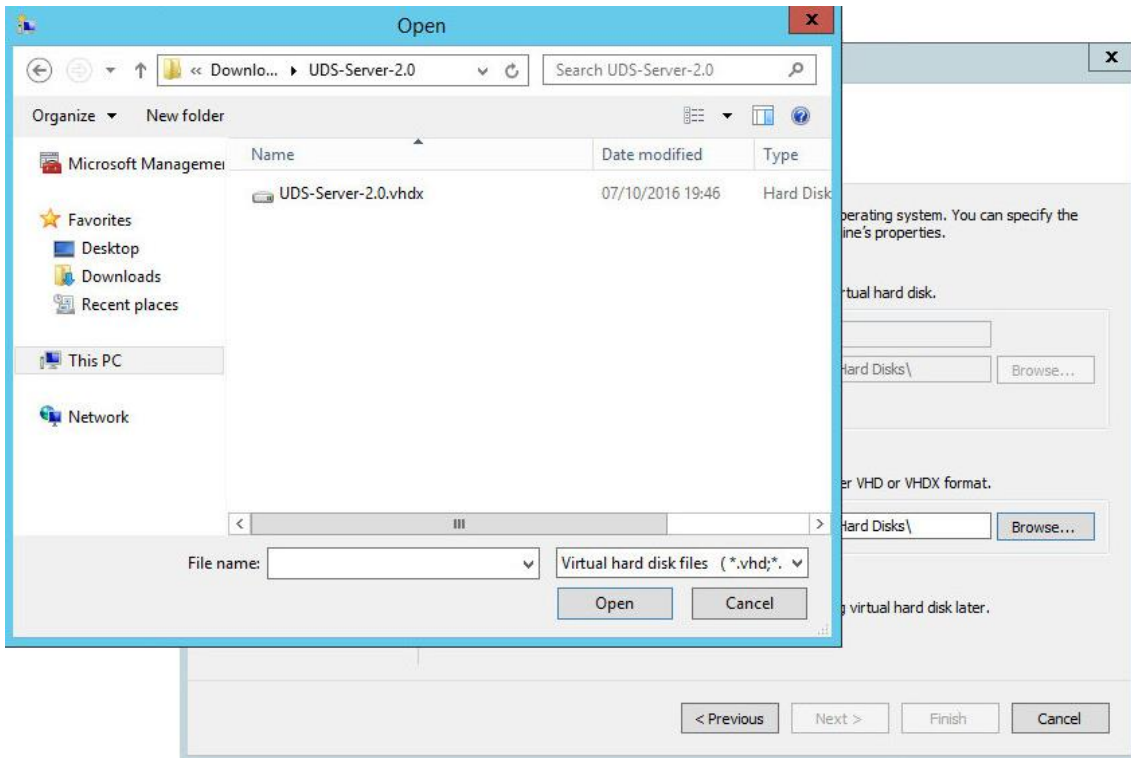 Open
x
« Downlo... ▸ UDS-Server-2.0
Search UDS-Server-2.0
Organize
New folder
Name
Date modified
Type
Microsoft Managemer
UDS-Server-2.0.vhdx
07/10/2016 19:46
Hard Disk
Favorites
Desktop
Downloads
Recent places
This PC
Network
File name:
Virtual hard disk files (*.vhd;*.
Open
Cancel
x
perating system. You can specify the
ine's properties.
rtual hard disk.
Hard Disks\
Browse...
er VHD or VHDX format.
Hard Disks\
Browse...
g virtual hard disk later.
< Previous
Next >
Finish
Cancel